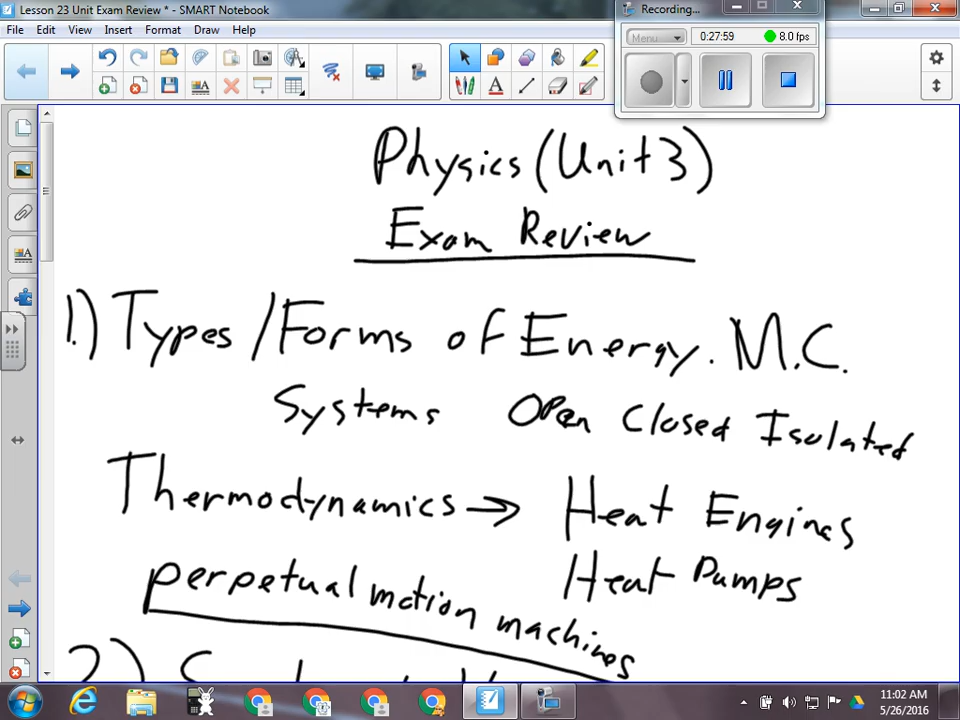 Lesson 23 Unit Exam Review * - SMART Notebook
Recording...
File Edit View Insert Format Draw Help
Menu 0:27:59 8.0 fps
Physics (Unit 3)
Exam Review
1.) Types / Forms of Energy. M.C.
Systems Open Closed Isolated
Thermodynamics → Heat Engines
Heat Pumps
perpetual motion machines
2.)
11:02 AM
5/26/2016